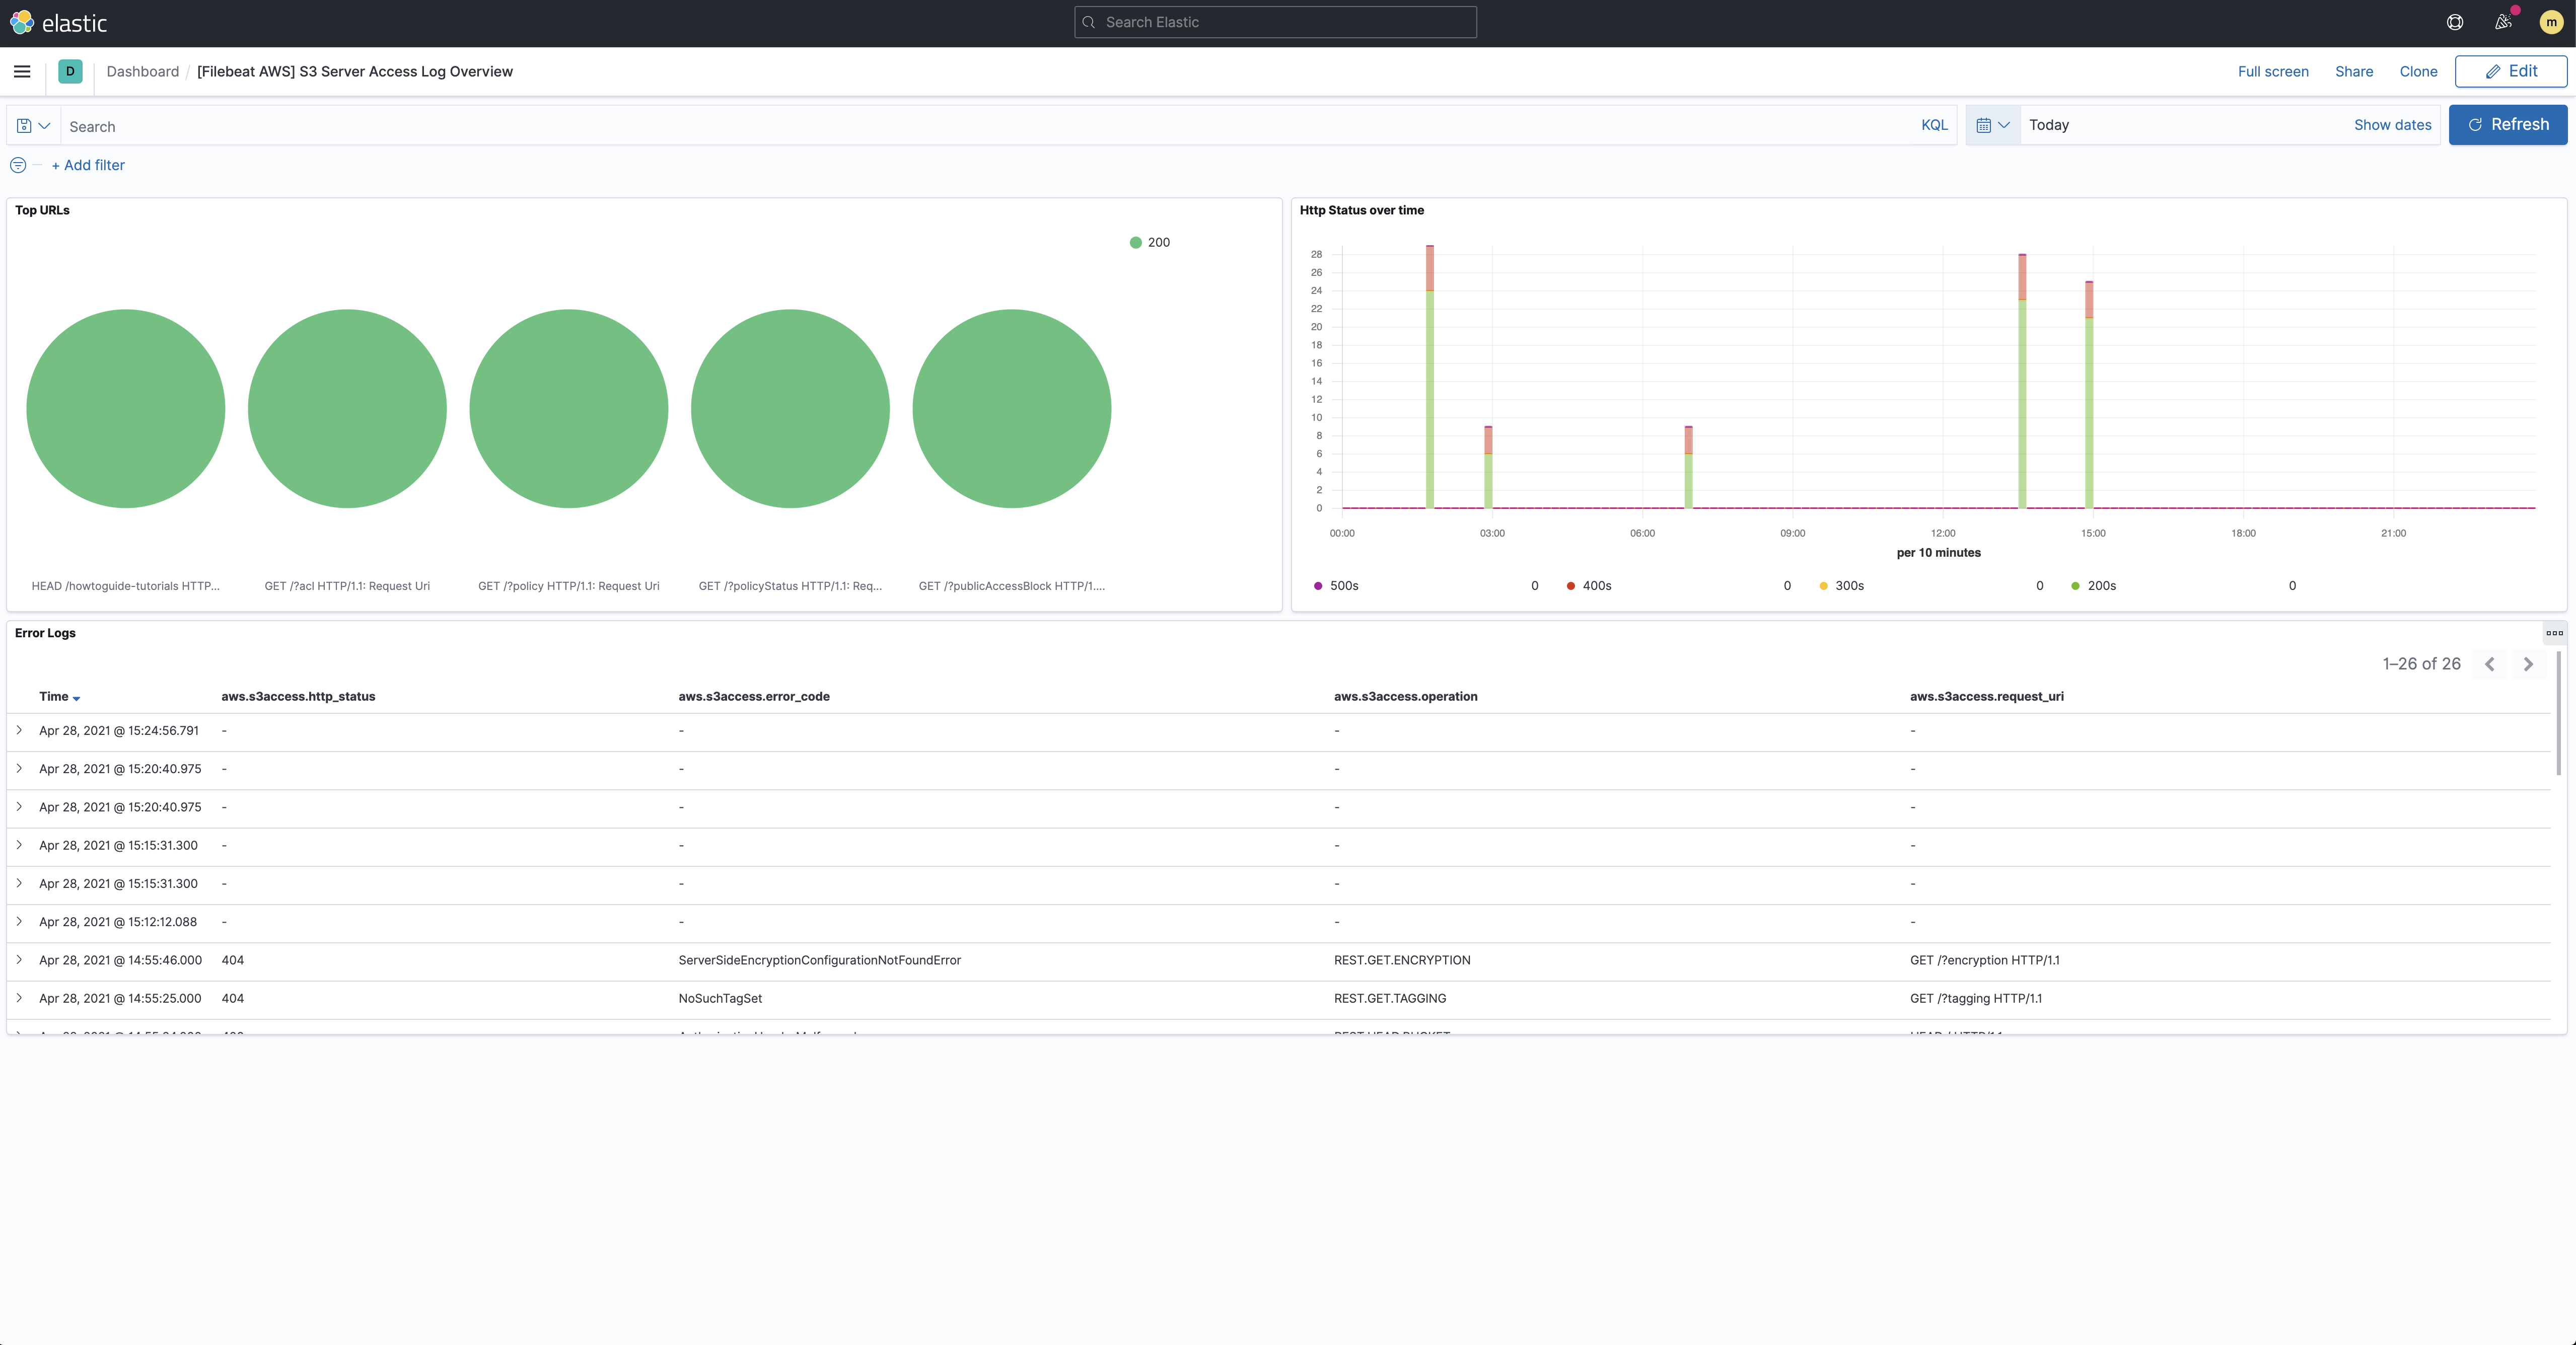 elastic
Search Elastic
m
D
Dashboard / [Filebeat AWS] S3 Server Access Log Overview
Full screen Share Clone Edit
Search KQL Today Show dates Refresh
+ Add filter
Top URLs
200
HEAD /howtoguide-tutorials HTTP... GET /?acl HTTP/1.1: Request Uri GET /?policy HTTP/1.1: Request Uri GET /?policyStatus HTTP/1.1: Req... GET /?publicAccessBlock HTTP/1....
Http Status over time
28
26
24
22
20
18
16
14
12
10
8
6
4
2
0
00:00 03:00 06:00 09:00 12:00 15:00 18:00 21:00
per 10 minutes
500s 0 400s 0 300s 0 200s 0
Error Logs
1–26 of 26
Time aws.s3access.http_status aws.s3access.error_code aws.s3access.operation aws.s3access.request_uri
Apr 28, 2021 @ 15:24:56.791 - - - -
Apr 28, 2021 @ 15:20:40.975 - - - -
Apr 28, 2021 @ 15:20:40.975 - - - -
Apr 28, 2021 @ 15:15:31.300 - - - -
Apr 28, 2021 @ 15:15:31.300 - - - -
Apr 28, 2021 @ 15:12:12.088 - - - -
Apr 28, 2021 @ 14:55:46.000 404 ServerSideEncryptionConfigurationNotFoundError REST.GET.ENCRYPTION GET /?encryption HTTP/1.1
Apr 28, 2021 @ 14:55:25.000 404 NoSuchTagSet REST.GET.TAGGING GET /?tagging HTTP/1.1